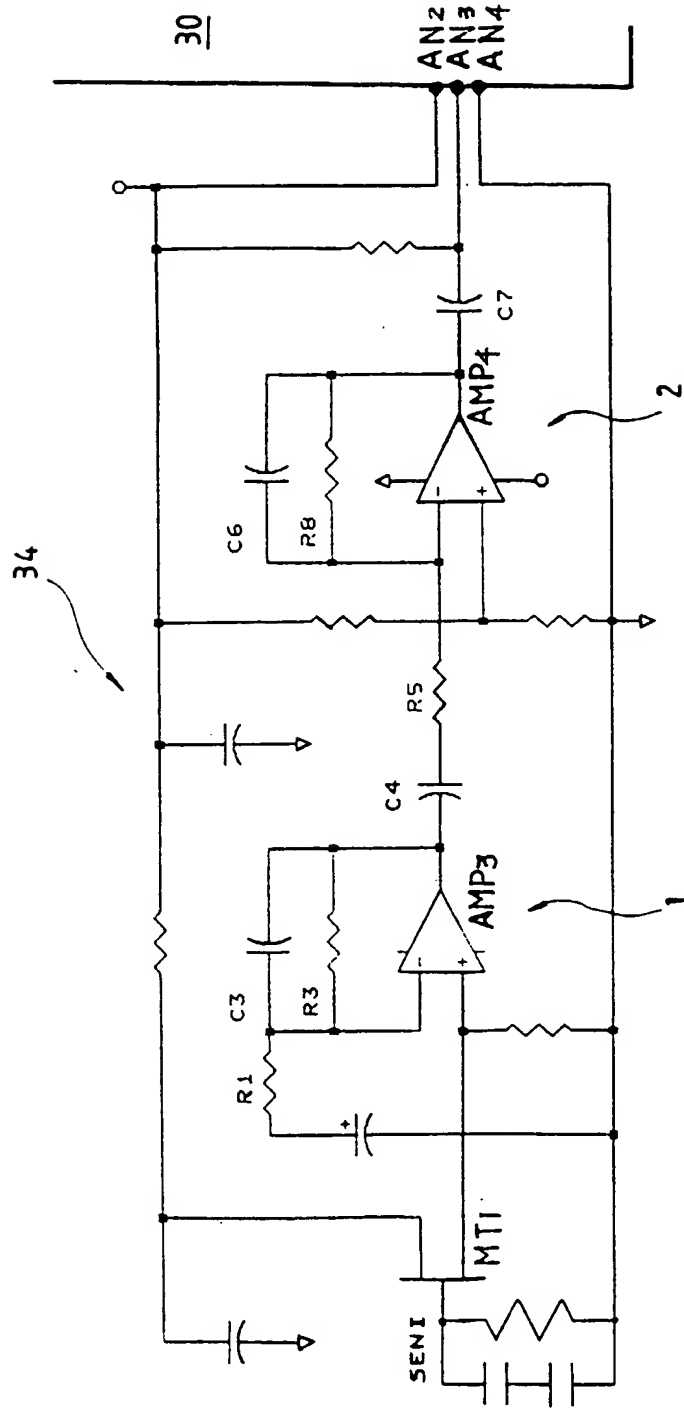 34
30
AN2
AN3
AN4
C6
R8
C3
R3
R1
AMP4
C7
R5
C4
AMP3
2
1
MT1
SEN1
-
+
-
+
+